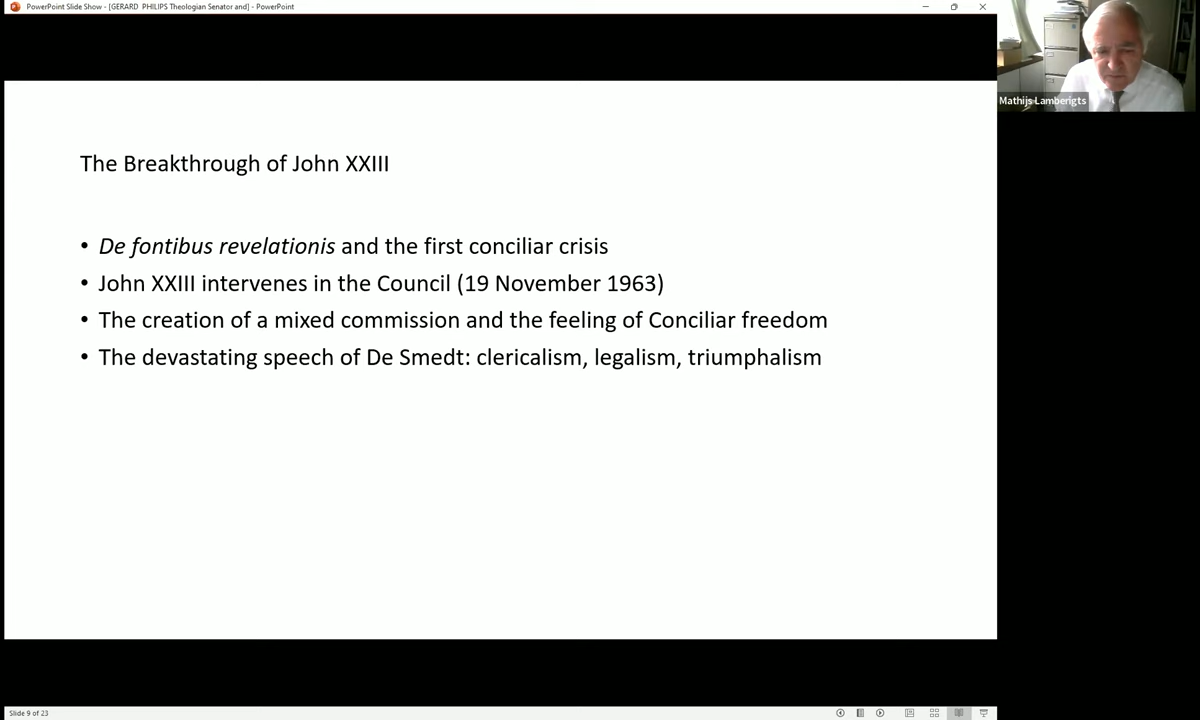 PowerPoint Slide Show - [GERARD PHILIPS Theologian Senator and] - PowerPoint
Mathijs Lamberigts
The Breakthrough of John XXIII
• De fontibus revelationis and the first conciliar crisis
• John XXIII intervenes in the Council (19 November 1963)
• The creation of a mixed commission and the feeling of Conciliar freedom
• The devastating speech of De Smedt: clericalism, legalism, triumphalism
Slide 9 of 23